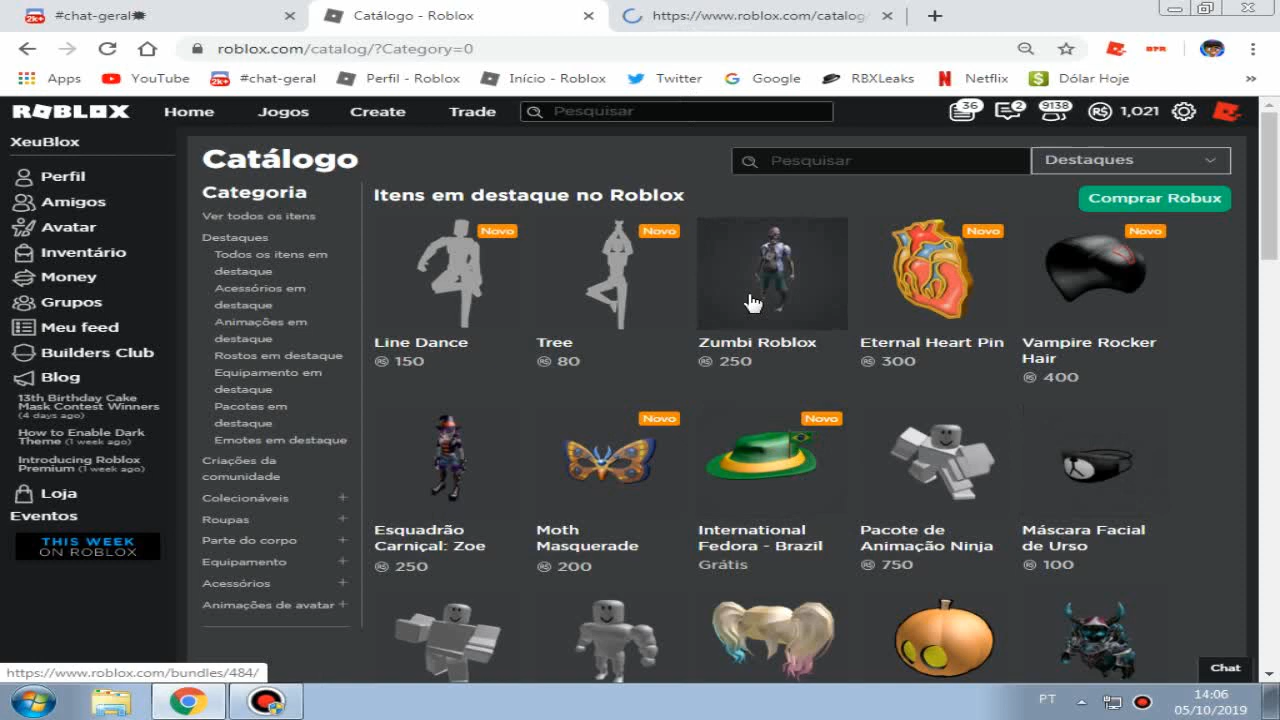 #chat-geral
Catálogo - Roblox
https://www.roblox.com/catalog
roblox.com/catalog/?Category=0
Apps
YouTube
#chat-geral
Perfil - Roblox
Início - Roblox
Twitter
Google
RBXLeaks
Netflix
Dólar Hoje
ROBLOX
Home
Jogos
Create
Trade
Pesquisar
36
2
9138
1,021
XeuBlox
Perfil
Amigos
Avatar
Inventário
Money
Grupos
Meu feed
Builders Club
Blog
13th Birthday Cake
Mask Contest Winners
(4 days ago)
How to Enable Dark
Theme (1 week ago)
Introducing Roblox
Premium (1 week ago)
Loja
Eventos
THIS WEEK
ON ROBLOX
Catálogo
Pesquisar
Destaques
Categoria
Ver todos os itens
Destaques
Todos os itens em
destaque
Acessórios em
destaque
Animações em
destaque
Rostos em destaque
Equipamento em
destaque
Pacotes em
destaque
Emotes em destaque
Criações da
comunidade
Colecionáveis +
Roupas +
Parte do corpo +
Equipamento +
Acessórios +
Animações de avatar +
Itens em destaque no Roblox
Comprar Robux
Novo
Line Dance
150
Novo
Tree
80
Zumbi Roblox
250
Novo
Eternal Heart Pin
300
Novo
Vampire Rocker
Hair
400
Esquadrão
Carniçal: Zoe
250
Novo
Moth
Masquerade
200
Novo
International
Fedora - Brazil
Grátis
Pacote de
Animação Ninja
750
Máscara Facial
de Urso
100
Chat
https://www.roblox.com/bundles/484/
PT
14:06
05/10/2019